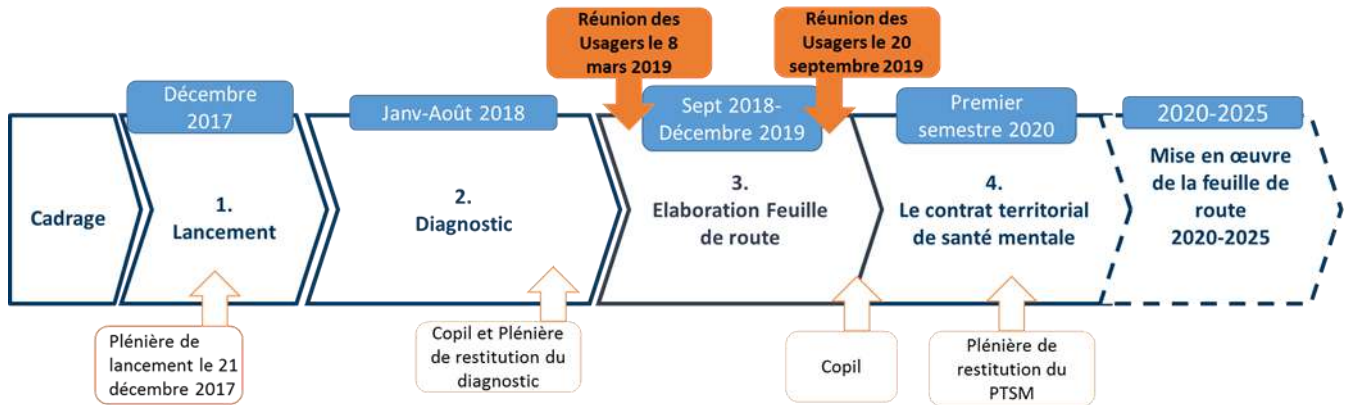 Réunion des
Usagers le 8
mars 2019
Réunion des
Usagers le 20
septembre 2019
Décembre
2017
Janv-Août 2018
Sept 2018-
Décembre 2019
Premier
semestre 2020
2020-2025
Cadrage
1.
Lancement
2.
Diagnostic
3.
Elaboration Feuille
de route
4.
Le contrat territorial
de santé mentale
Mise en œuvre
de la feuille de
route
2020-2025
Plénière de
lancement le 21
décembre 2017
Copil et Plénière
de restitution du
diagnostic
Copil
Plénière de
restitution du
PTSM